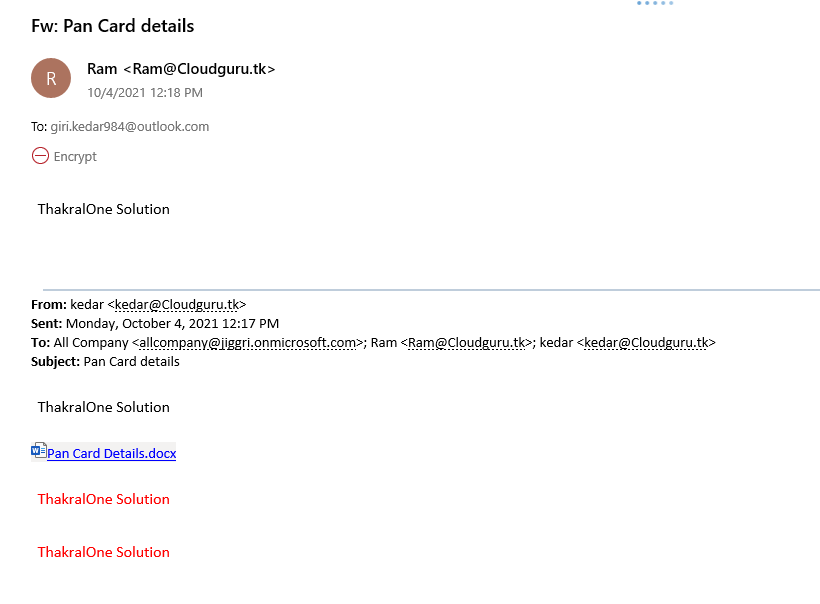 Fw: Pan Card details
R
Ram <Ram@Cloudguru.tk>
10/4/2021 12:18 PM
To: giri.kedar984@outlook.com
Encrypt
ThakralOne Solution
From: kedar <kedar@Cloudguru.tk>
Sent: Monday, October 4, 2021 12:17 PM
To: All Company <allcompany@jiggri.onmicrosoft.com>; Ram <Ram@Cloudguru.tk>; kedar <kedar@Cloudguru.tk>
Subject: Pan Card details
ThakralOne Solution
Pan Card Details.docx
ThakralOne Solution
ThakralOne Solution